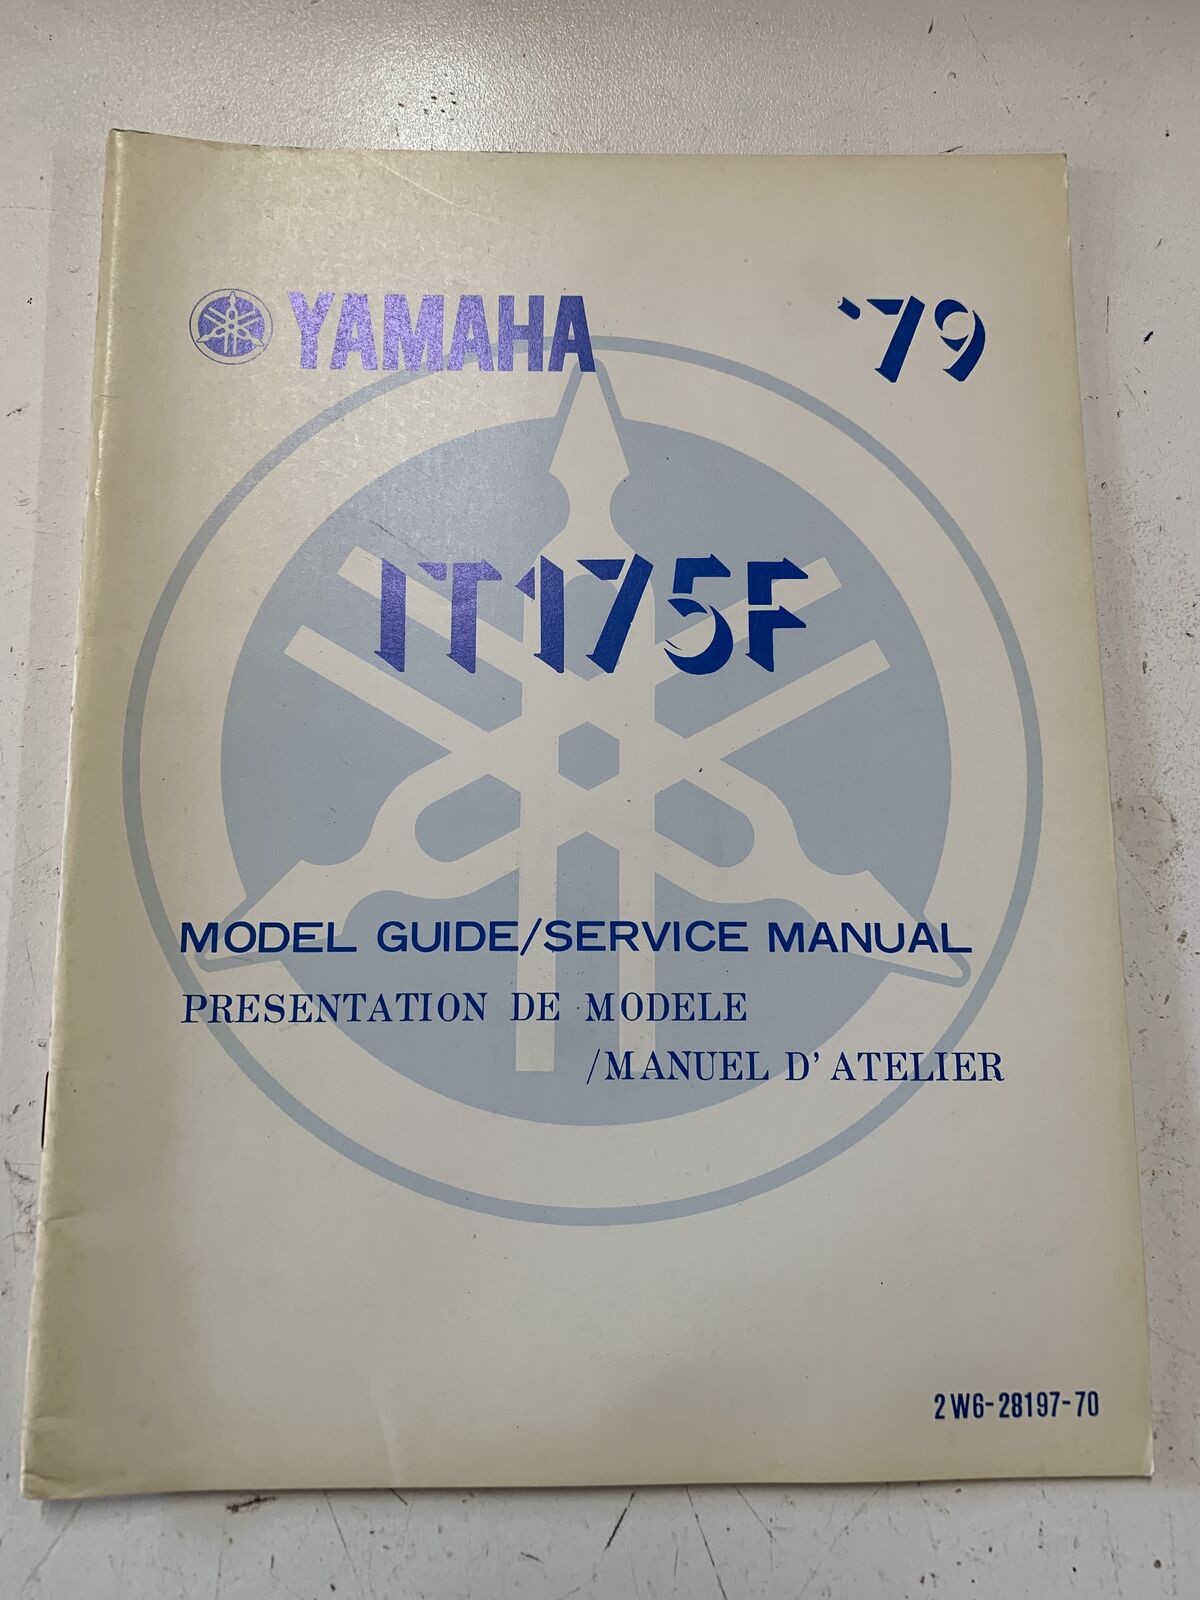 YAMAHA '79
IT175F
MODEL GUIDE/SERVICE MANUAL
PRESENTATION DE MODELE
/MANUEL D'ATELIER
2W6-28197-70